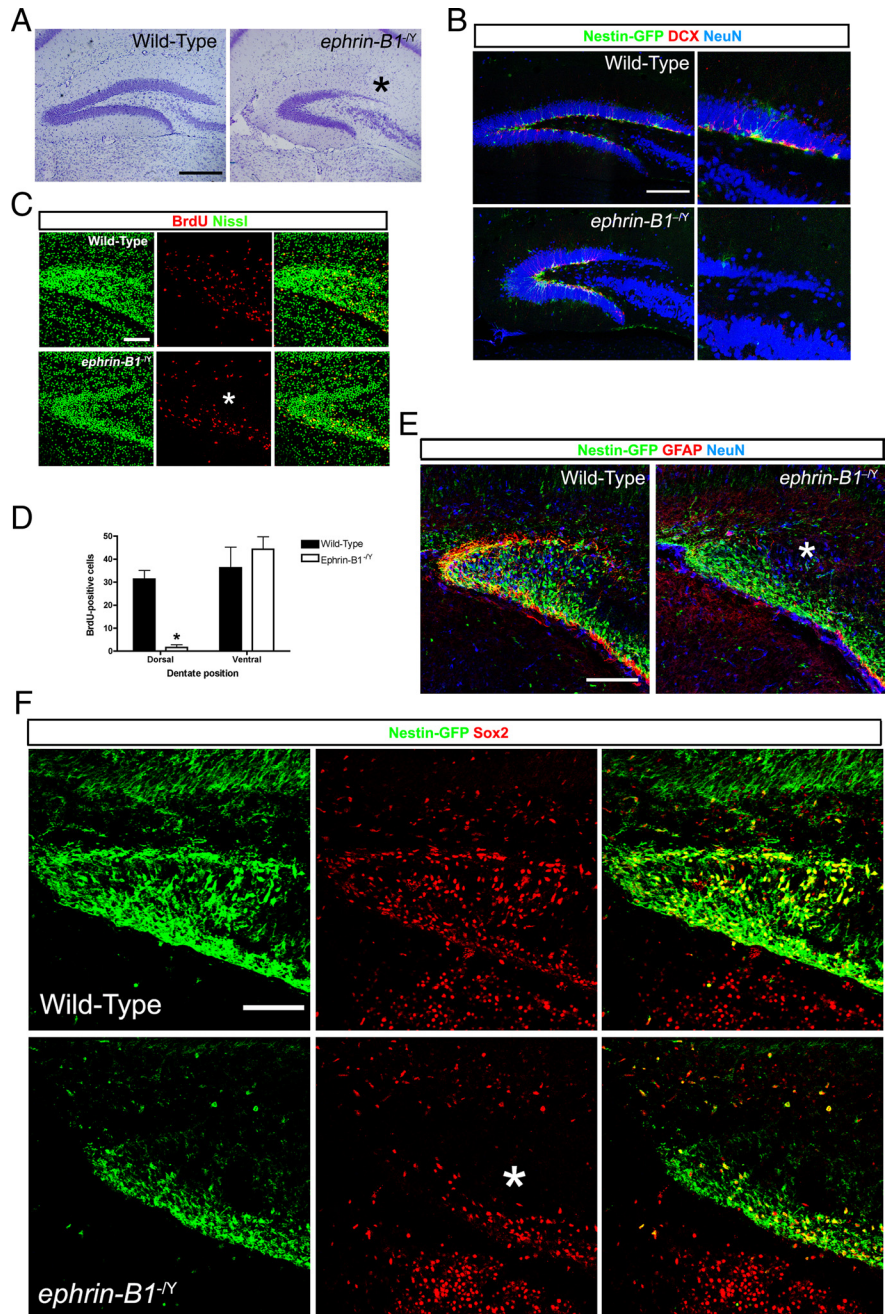 A
Wild-Type
ephrin-B1-/Y
*
B
Nestin-GFP DCX NeuN
Wild-Type
ephrin-B1-/Y
C
BrdU Nissl
Wild-Type
ephrin-B1-/Y
*
D
BrdU-positive cells
50
40
30
20
10
0
*
Dorsal
Ventral
Dentate position
Wild-Type
Ephrin-B1-/Y
E
Nestin-GFP GFAP NeuN
Wild-Type
ephrin-B1-/Y
*
F
Nestin-GFP Sox2
Wild-Type
*
ephrin-B1-/Y